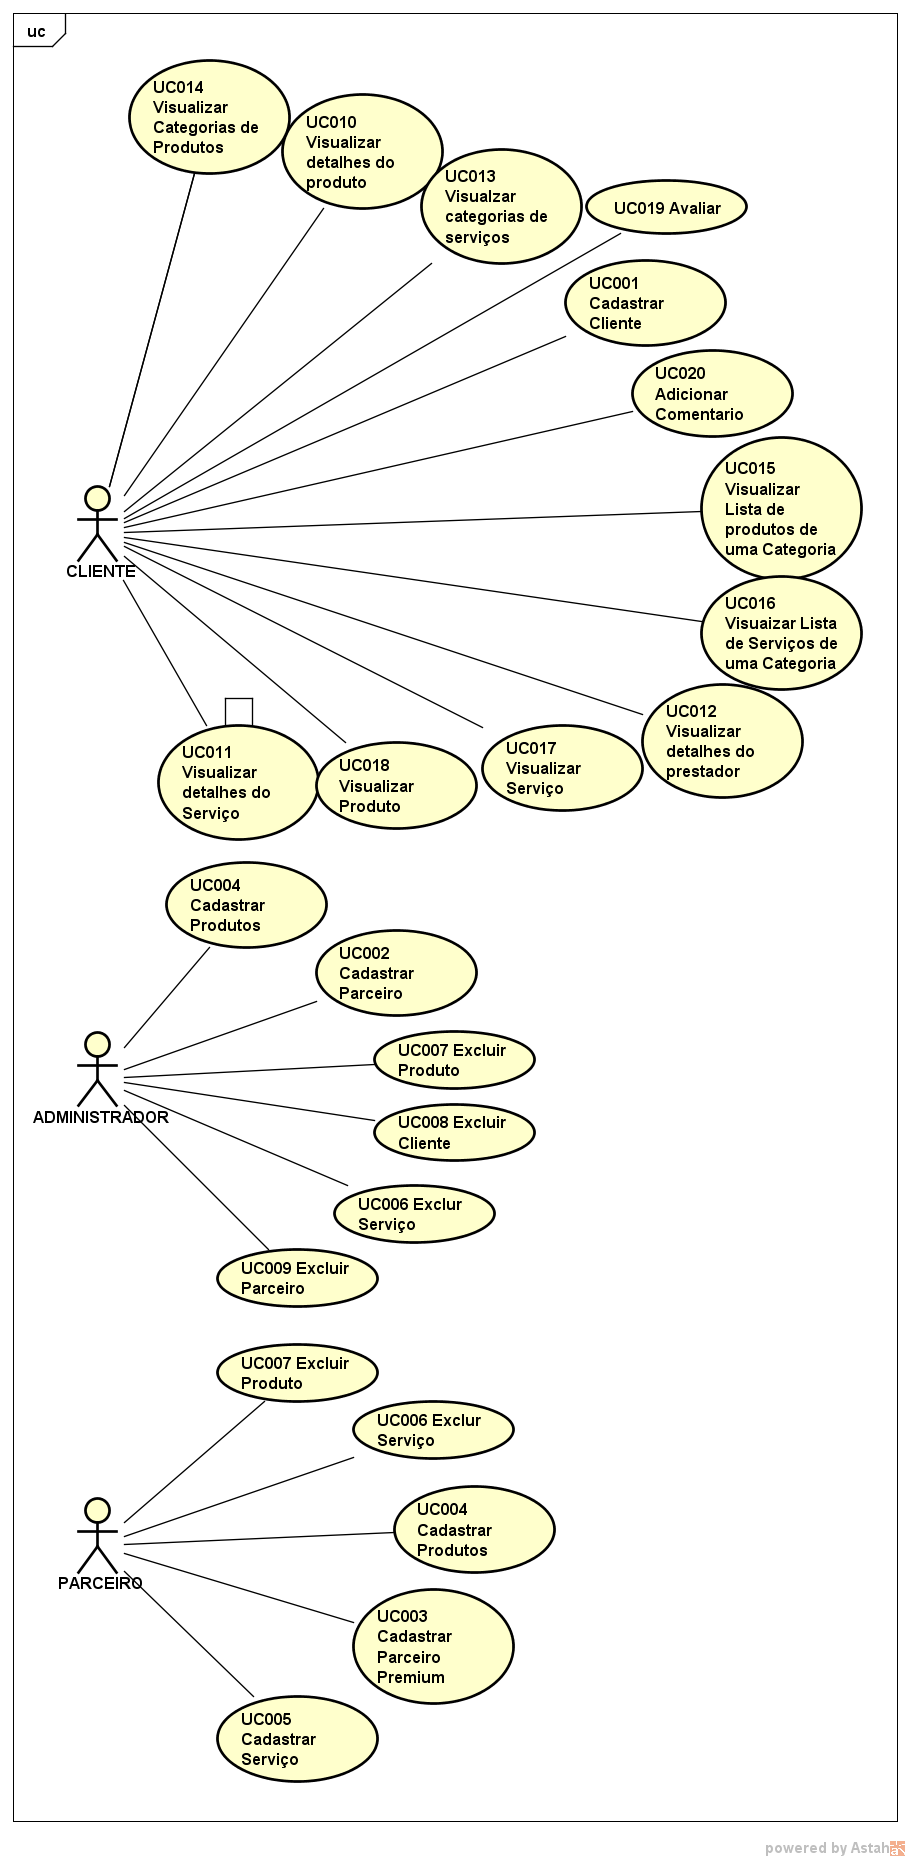 uc
UC014
Visualizar
Categorias de
Produtos
UC010
Visualizar
detalhes do
produto
UC013
Visualzar
categorias de
serviços
UC019 Avaliar
UC001
Cadastrar
Cliente
UC020
Adicionar
Comentario
UC015
Visualizar
Lista de
produtos de
uma Categoria
CLIENTE
UC016
Visuaizar Lista
de Serviços de
uma Categoria
UC012
Visualizar
detalhes do
prestador
UC017
Visualizar
Serviço
UC018
Visualizar
Produto
UC011
Visualizar
detalhes do
Serviço
UC004
Cadastrar
Produtos
UC002
Cadastrar
Parceiro
UC007 Excluir
Produto
ADMINISTRADOR
UC008 Excluir
Cliente
UC006 Exclur
Serviço
UC009 Excluir
Parceiro
UC007 Excluir
Produto
UC006 Exclur
Serviço
UC004
Cadastrar
Produtos
PARCEIRO
UC003
Cadastrar
Parceiro
Premium
UC005
Cadastrar
Serviço
powered by Astah